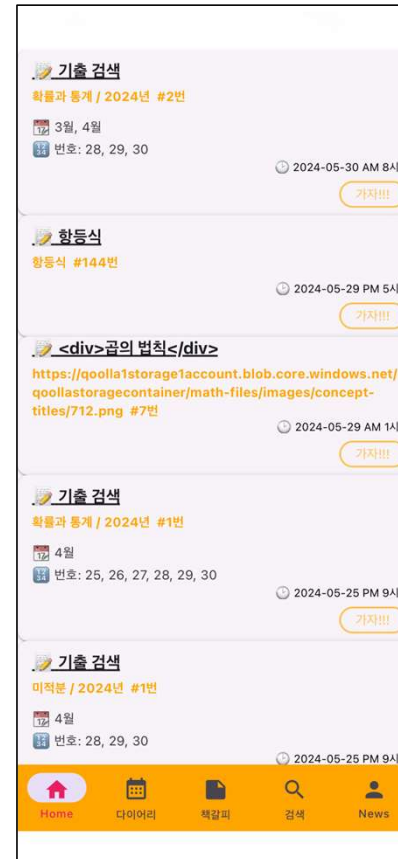 기출 검색
확률과 통계 / 2024년 #2번
3월, 4월
번호: 28, 29, 30
2024-05-30 AM 8시
가자!!!
항등식
항등식 #144번
2024-05-29 PM 5시
가자!!!
<div>곱의 법칙</div>
https://qoolla1storage1account.blob.core.windows.net/
qoollastoragecontainer/math-files/images/concept-
titles/712.png #7번
2024-05-29 AM 1시
가자!!!
기출 검색
확률과 통계 / 2024년 #1번
4월
번호: 25, 26, 27, 28, 29, 30
2024-05-25 PM 9시
가자!!!
기출 검색
미적분 / 2024년 #1번
4월
번호: 28, 29, 30
2024-05-25 PM 9시
Home 다이어리 책갈피 검색 News